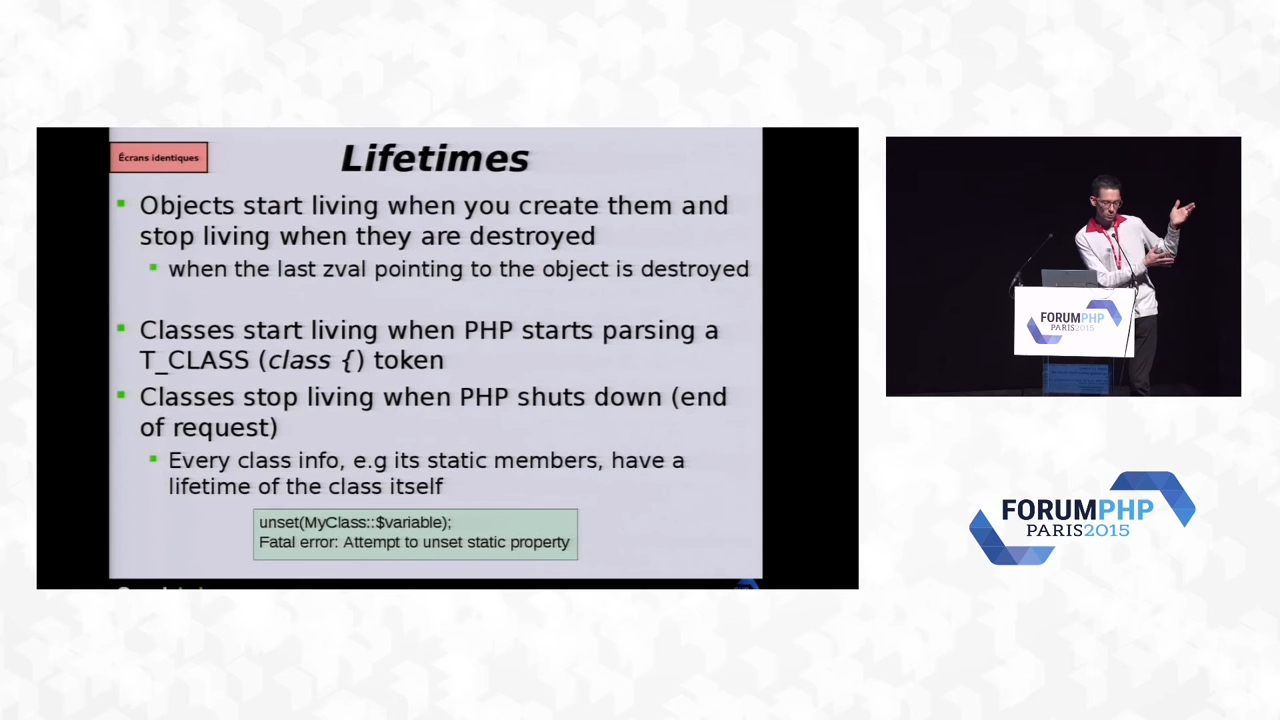 Écrans identiques
Lifetimes
Objects start living when you create them and
stop living when they are destroyed
when the last zval pointing to the object is destroyed
Classes start living when PHP starts parsing a
T_CLASS (class {) token
Classes stop living when PHP shuts down (end
of request)
Every class info, e.g its static members, have a
lifetime of the class itself
unset(MyClass::$variable);
Fatal error: Attempt to unset static property
FORUMPHP
PARIS2015
FORUMPHP
PARIS2015